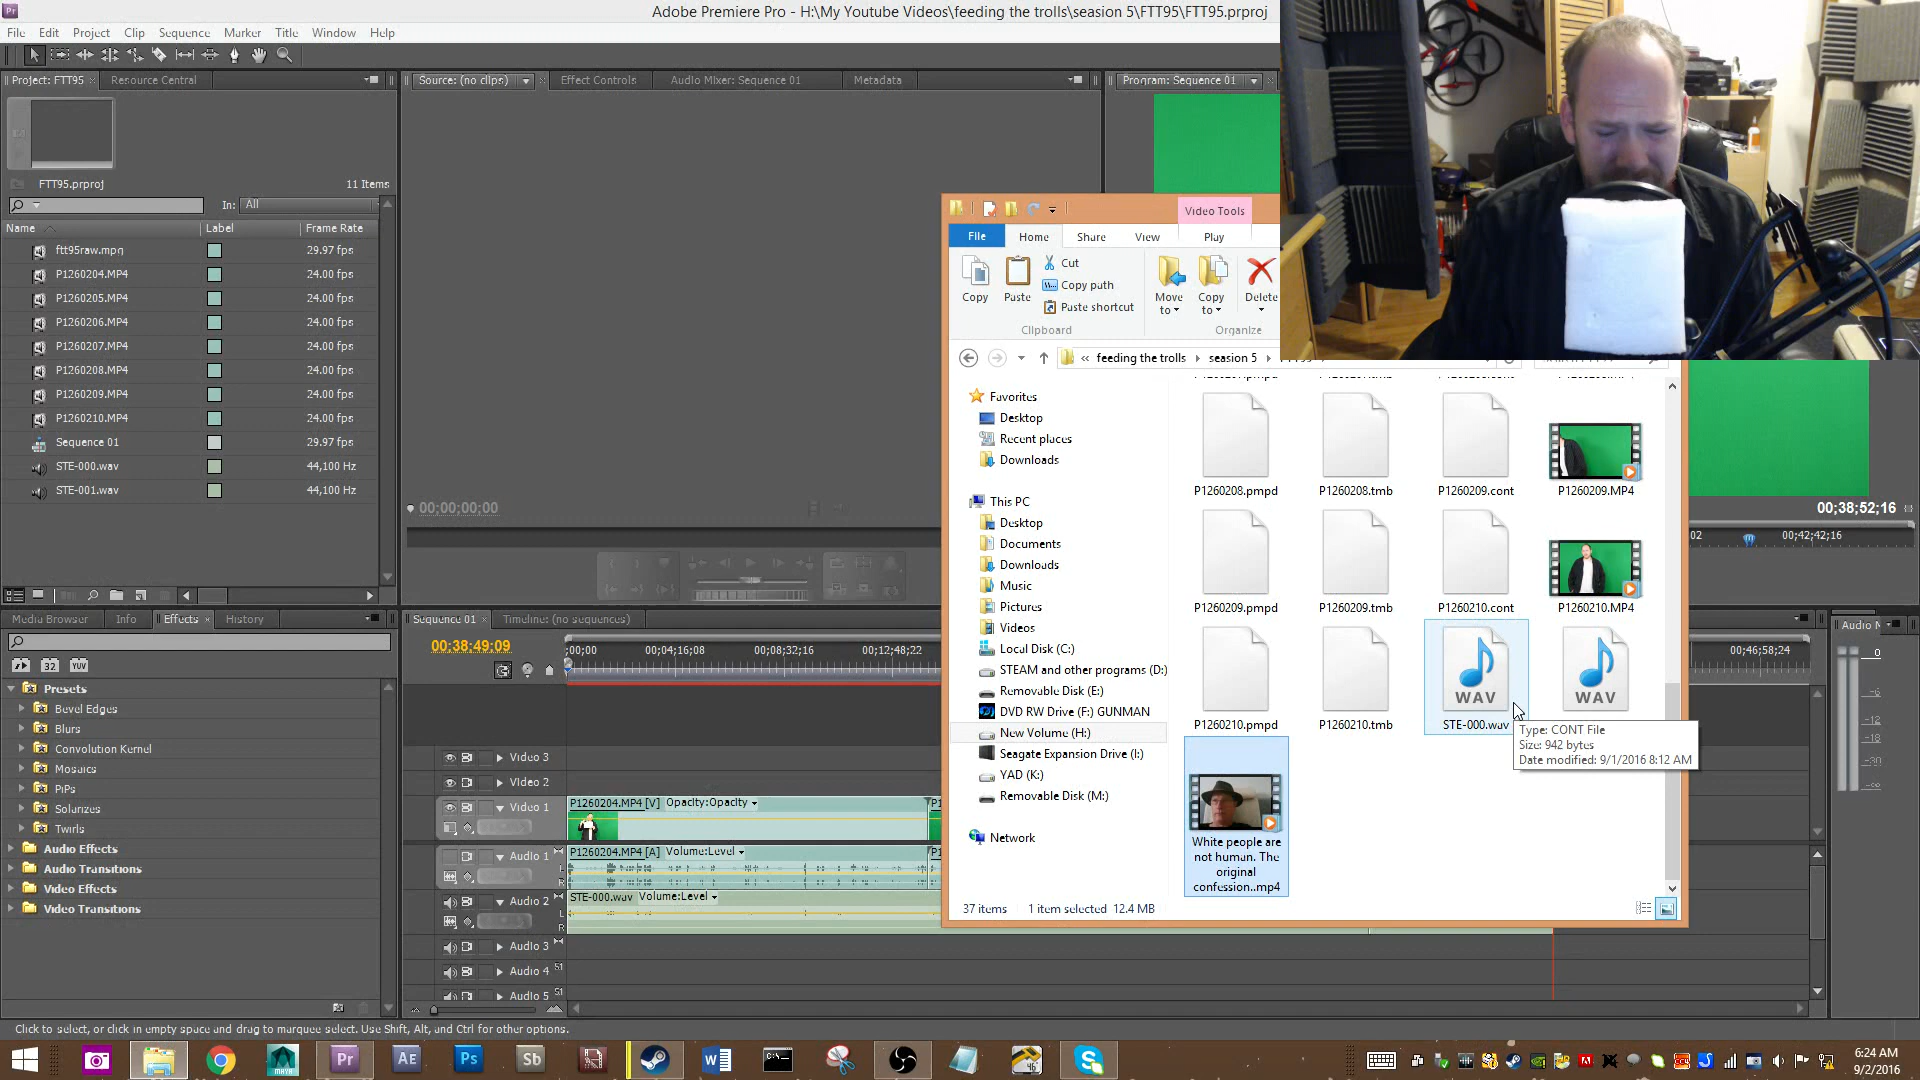 Adobe Premiere Pro - H:\My Youtube Videos\feeding the trolls\seasion 5\FTT95\FTT95.prproj
File Edit Project Clip Sequence Marker Title Window Help
Project: FTT95 Resource Central
Source: (no clips) Effect Controls Audio Mixer: Sequence 01 Metadata
Program: Sequence 01
FTT95.prproj 11 Items
In: All
Name Label Frame Rate
ftt95raw.mpg 29.97 fps
P1260204.MP4 24.00 fps
P1260205.MP4 24.00 fps
P1260206.MP4 24.00 fps
P1260207.MP4 24.00 fps
P1260208.MP4 24.00 fps
P1260209.MP4 24.00 fps
P1260210.MP4 24.00 fps
Sequence 01 29.97 fps
STE-000.wav 44,100 Hz
STE-001.wav 44,100 Hz
00;00;00;00
00;38;52;16
02 00;42;42;16
Video Tools
File Home Share View Play
Copy Paste Cut
Copy path
Paste shortcut
Move to Copy to Delete
Clipboard Organize
feeding the trolls seasion 5
Favorites
Desktop
Recent places
Downloads
This PC
Desktop
Documents
Downloads
Music
Pictures
Videos
Local Disk (C:)
STEAM and other programs (D:)
Removable Disk (E:)
DVD RW Drive (F:) GUNMAN
New Volume (H:)
Seagate Expansion Drive (I:)
YAD (K:)
Removable Disk (M:)
Network
P1260208.pmpd P1260208.tmb P1260209.cont P1260209.MP4
P1260209.pmpd P1260209.tmb P1260210.cont P1260210.MP4
WAV WAV
P1260210.pmpd P1260210.tmb STE-000.wav
Type: CONT File
Size: 942 bytes
Date modified: 9/1/2016 8:12 AM
White people are
not human. The
original
confession..mp4
37 items 1 item selected 12.4 MB
Media Browser Info Effects History
32 YUV
Presets
Bevel Edges
Blurs
Convolution Kernel
Mosaics
PiPs
Solarizes
Twirls
Audio Effects
Audio Transitions
Video Effects
Video Transitions
Sequence 01 Timeline: (no sequences)
00:38:49:09
;00;00 00;04;16;08 00;08;32;16 00;12;48;22 00;46;58;24
Video 3
Video 2
Video 1 P1260204.MP4 [V] Opacity:Opacity
Audio 1 P1260204.MP4 [A] Volume:Level
Audio 2 STE-000.wav Volume:Level
Audio 3
Audio 4
Audio 5
0
-6
-12
-18
-30
Click to select, or click in empty space and drag to marquee select. Use Shift, Alt, and Ctrl for other options.
Pr AE Ps Sb
6:24 AM
9/2/2016